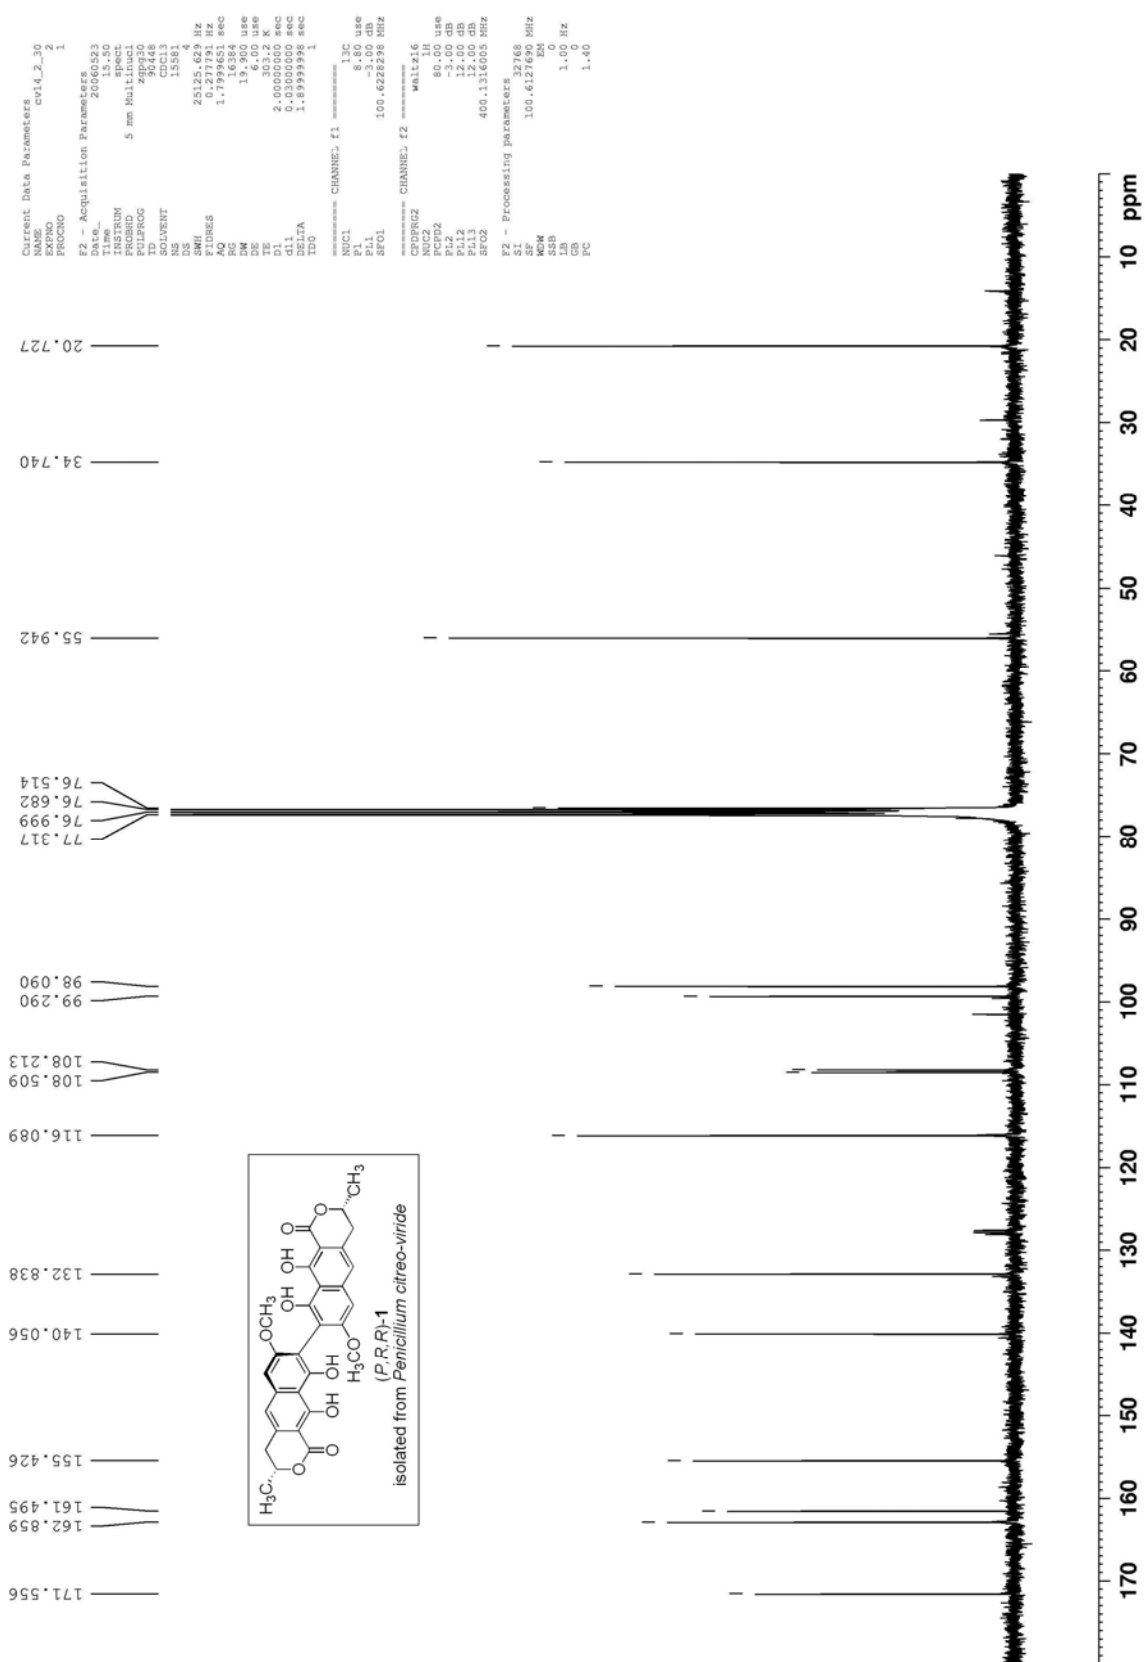 Current Data Parameters
NAME cv14_2_30
EXPNO 2
PROCNO 1
F2 - Acquisition Parameters
Date_ 20060523
Time 15.50
INSTRUM spect
PROBHD 5 mm Multinucl
PULPROG zgpg30
TD 90448
SOLVENT CDCl3
NS 15581
DS 4
SWH 25125.629 Hz
FIDRES 0.277791 Hz
AQ 1.7999651 sec
RG 16384
DW 19.900 use
DE 6.00 use
TE 303.2 K
D1 2.00000000 sec
d11 0.03000000 sec
DELTA 1.89999998 sec
TD0 1
======== CHANNEL f1 ========
NUC1 13C
P1 8.80 use
PL1 -3.00 dB
SFO1 100.6228298 MHz
======== CHANNEL f2 ========
CPDPRG2 waltz16
NUC2 1H
PCPD2 80.00 use
PL2 -3.00 dB
PL12 12.00 dB
PL13 12.00 dB
SFO2 400.1316005 MHz
F2 - Processing parameters
SI 32768
SF 100.6127690 MHz
WDW EM
SSB 0
LB 1.00 Hz
GB 0
PC 1.40
171.556
162.859
161.495
155.426
140.056
132.838
116.089
108.509
108.213
99.290
98.090
77.317
76.999
76.682
76.514
55.942
34.740
20.727
OCH3
OH OH O
O
H3C
CH3
O
O OH OH
H3CO
(P,R,R)-1
isolated from Penicillium citreo-viride
170 160 150 140 130 120 110 100 90 80 70 60 50 40 30 20 10 ppm